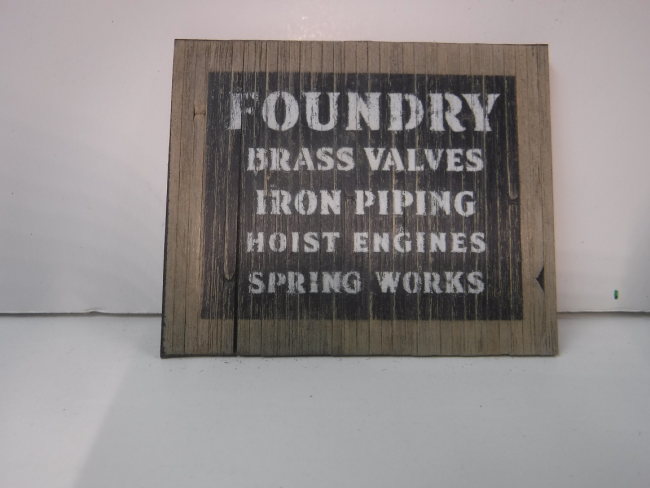 FOUNDRY
BRASS VALVES
IRON PIPING
HOIST ENGINES
SPRING WORKS